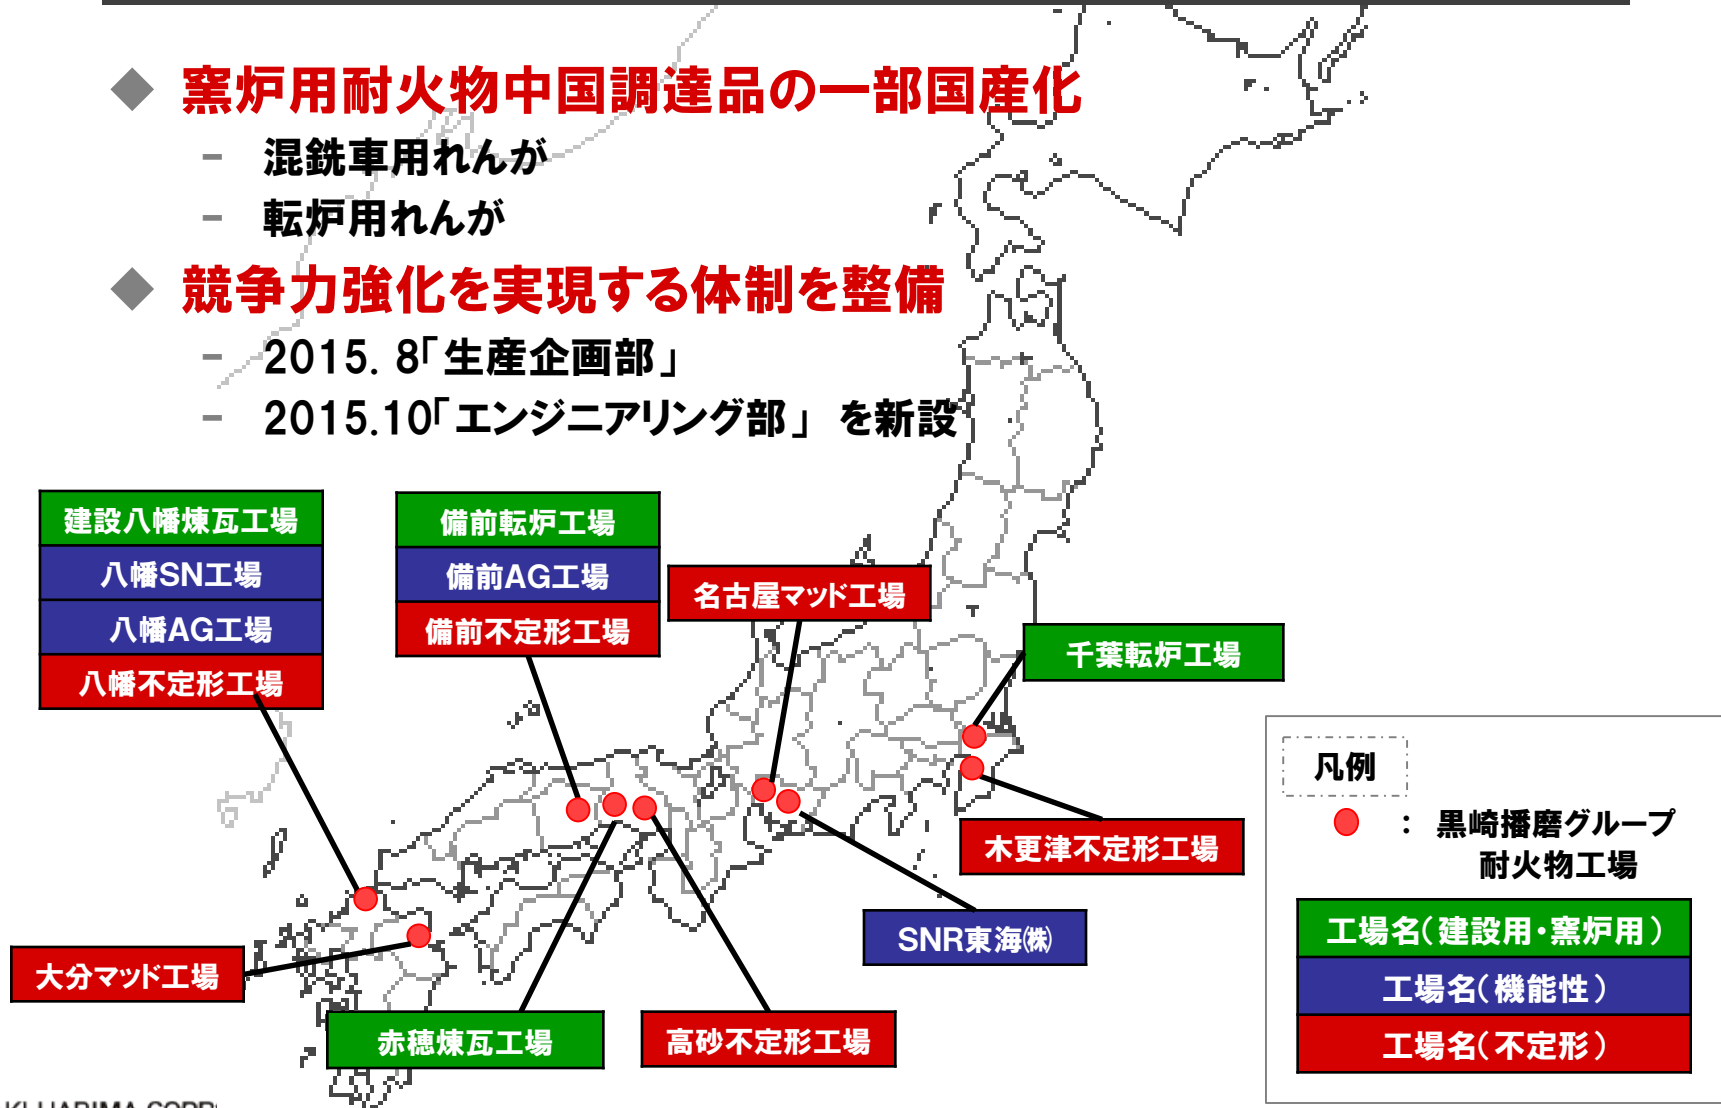 ◆ 窯炉用耐火物中国調達品の一部国産化
− 混銑車用れんが
− 転炉用れんが
◆ 競争力強化を実現する体制を整備
− 2015. 8「生産企画部」
− 2015.10「エンジニアリング部」 を新設
建設八幡煉瓦工場
八幡SN工場
八幡AG工場
八幡不定形工場
備前転炉工場
備前AG工場
備前不定形工場
名古屋マッド工場
千葉転炉工場
木更津不定形工場
SNR東海㈱
大分マッド工場
赤穂煉瓦工場
高砂不定形工場
凡例
： 黒崎播磨グループ
耐火物工場
工場名（建設用・窯炉用）
工場名（機能性）
工場名（不定形）